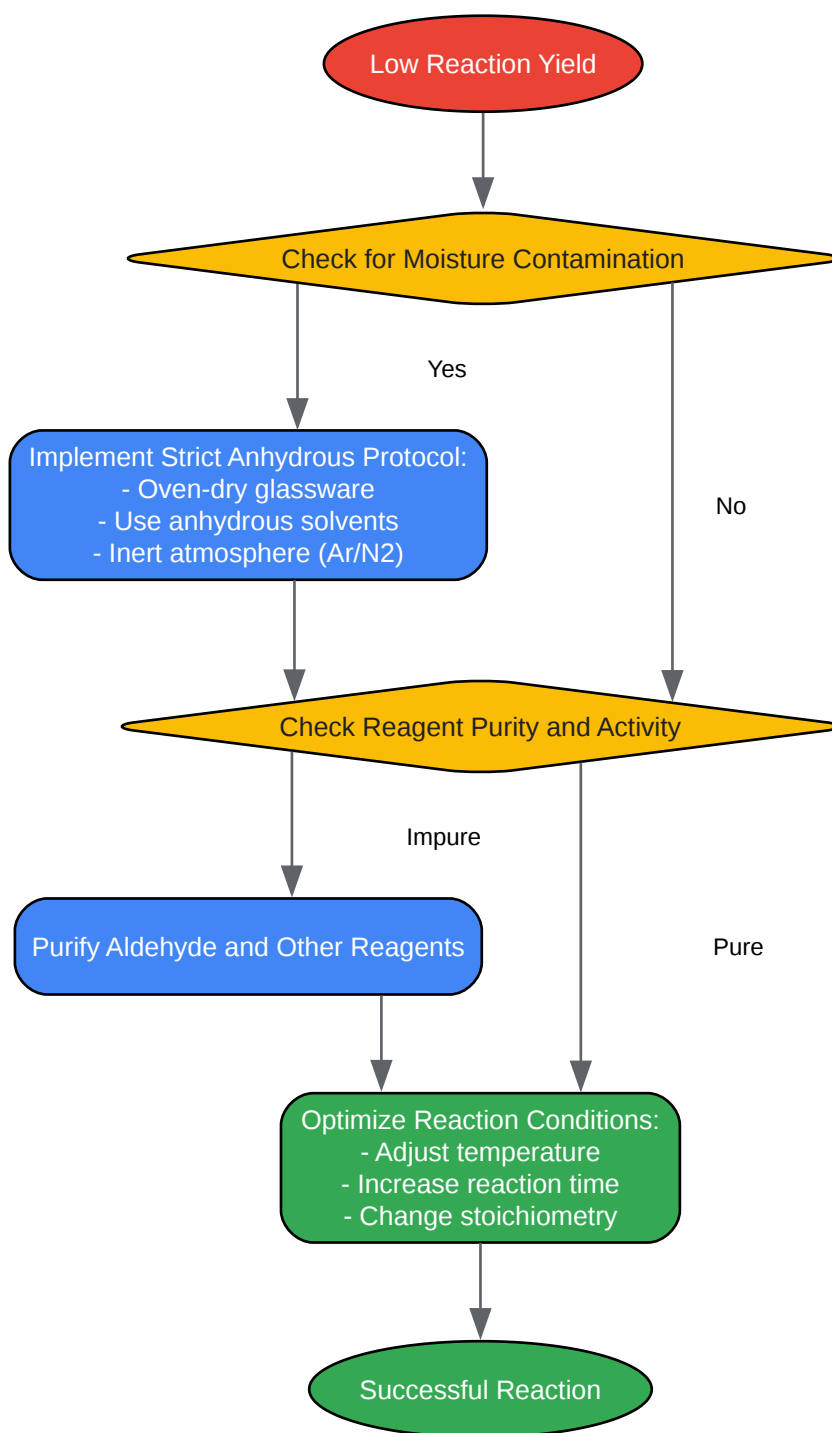 Low Reaction Yield
Check for Moisture Contamination
Yes
Implement Strict Anhydrous Protocol:
- Oven-dry glassware
- Use anhydrous solvents
- Inert atmosphere (Ar/N2)
No
Check Reagent Purity and Activity
Impure
Purify Aldehyde and Other Reagents
Pure
Optimize Reaction Conditions:
- Adjust temperature
- Increase reaction time
- Change stoichiometry
Successful Reaction